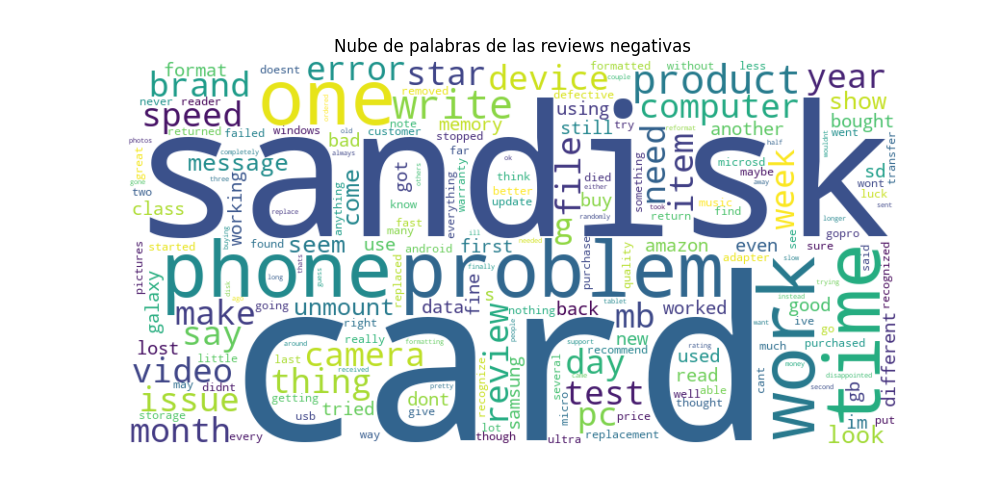 Nube de palabras de las reviews negativas
format
doesnt
error
star
device
formatted
without
less
year
couple
brand
removed
defective
product
never
reader
one
write
using
computer
show
speed
note
memory
still
try
another
bought
returned
failed
windows
old
customer
stopped
went
photos
message
bad
always
far
ok
reformat
half
wouldnt
transfer
great
completely
sandisk
think
died
need
item
microsd
maybe
sd
wont
two
three
working
come
anything
got
know
everything
warranty
better
update
either
file
buy
something
took
away
week
luck
sent
class
replace
fast
many
g
randomly
return
music
find
longer
gopro
started
buying
found
seem
use
android
first
needed
purchase
quality
amazon
adapter
even
see
sure
said
recognized
pictures
thats
phone
problem
slow
trying
galaxy
long
guess
replaced
finally
ill
others
tablet
work
time
disk
make
going
unmount
data
fine
s
nothing
back
worked
want
instead
good
ive
go
say
right
mb
new
rating
much
purchased
different
lost
around
really
formatting
review
people
support
recommend
used
video
little
last
camera
card
recognize
samsung
several
day
read
able
cant
money
disappointed
may
didnt
getting
received
thing
pretty
test
well
thought
gb
second
issue
storage
usb
tried
dont
give
lot
micro
pc
price
im
put
month
every
way
though
ultra
replacement
look